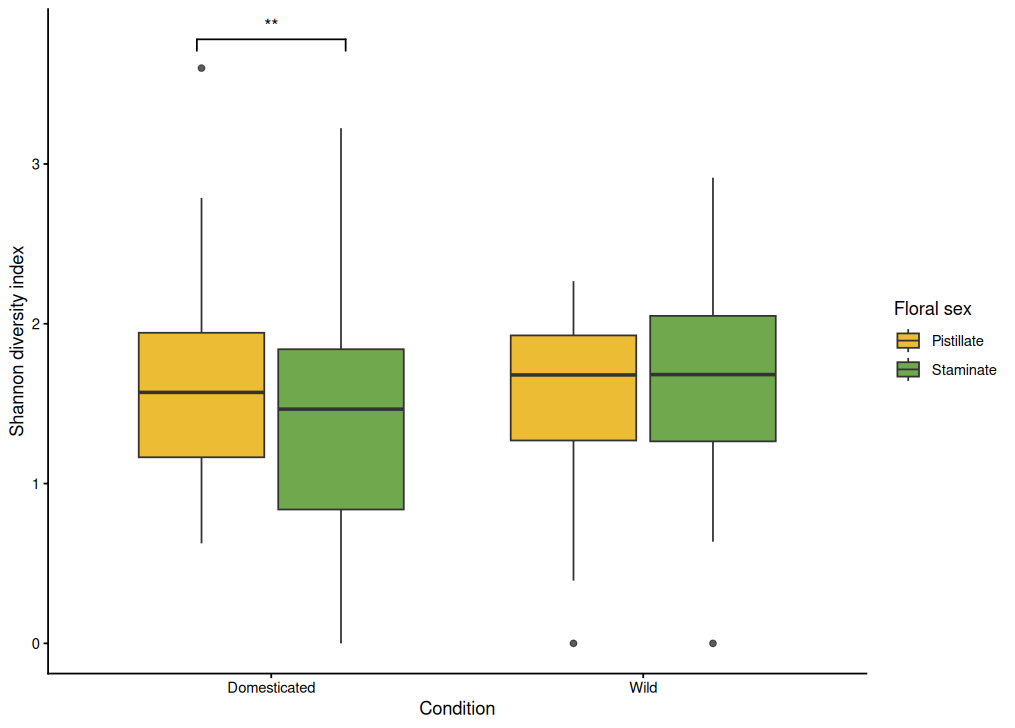 **
3
2
1
0
Shannon diversity index
Domesticated
Wild
Condition
Floral sex
Pistillate
Staminate